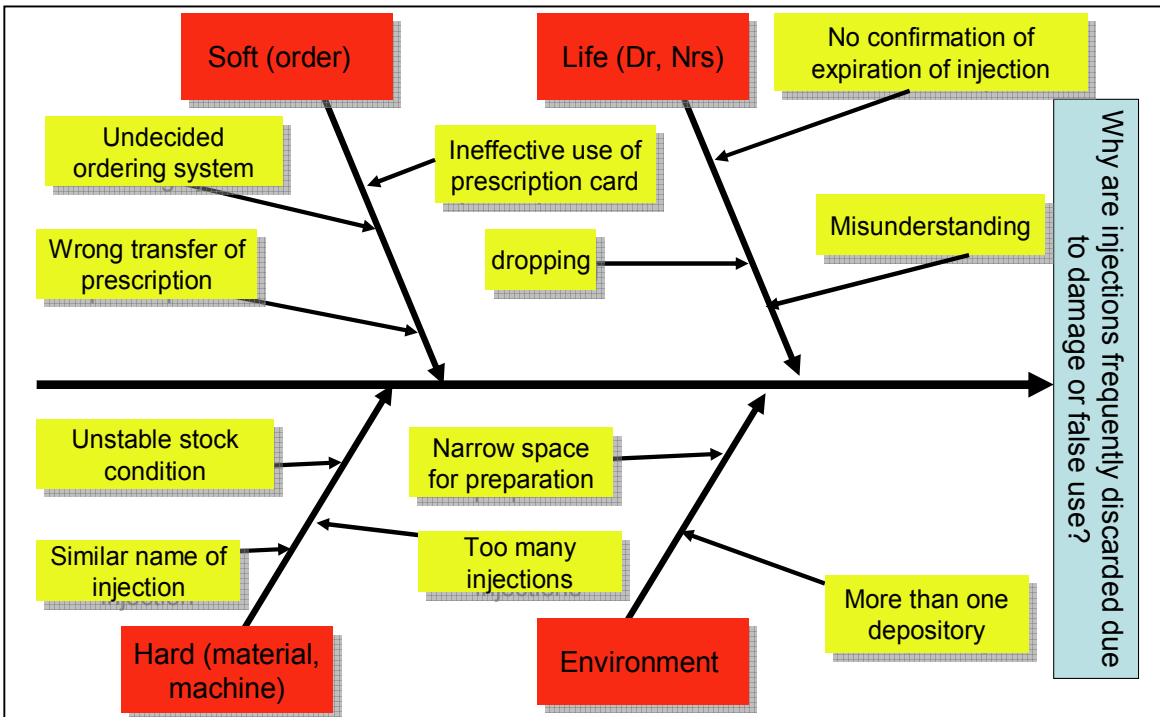 Soft (order)
Life (Dr, Nrs)
No confirmation of
expiration of injection
Undecided
ordering system
Ineffective use of
prescription card
Wrong transfer of
prescription
dropping
Misunderstanding
Why are injections frequently discarded due
to damage or false use?
Unstable stock
condition
Narrow space
for preparation
Similar name of
injection
Too many
injections
More than one
depository
Hard (material,
machine)
Environment